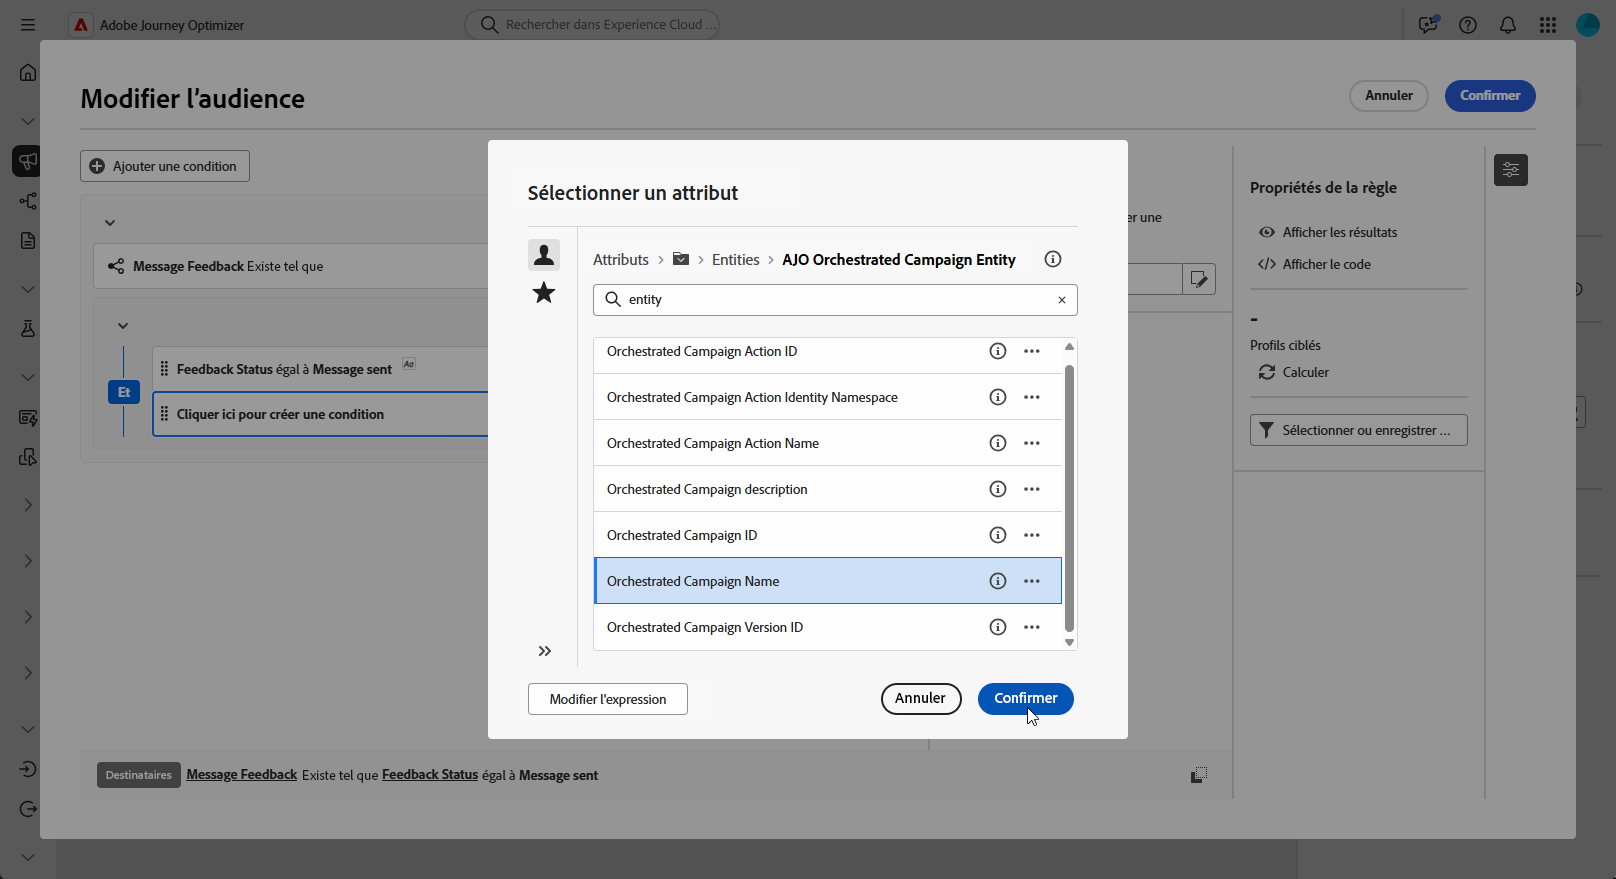 Adobe Journey Optimizer
Rechercher dans Experience Cloud ...
Modifier l’audience
Annuler
Confirmer
Ajouter une condition
Message Feedback Existe tel que
Feedback Status égal à Message sent
Et
Cliquer ici pour créer une condition
Sélectionner un attribut
Attributs
Entities
AJO Orchestrated Campaign Entity
entity
Orchestrated Campaign Action ID
Orchestrated Campaign Action Identity Namespace
Orchestrated Campaign Action Name
Orchestrated Campaign description
Orchestrated Campaign ID
Orchestrated Campaign Name
Orchestrated Campaign Version ID
Modifier l'expression
Annuler
Confirmer
er une
Propriétés de la règle
Afficher les résultats
Afficher le code
-
Profils ciblés
Calculer
Sélectionner ou enregistrer ...
Destinataires Message Feedback Existe tel que Feedback Status égal à Message sent